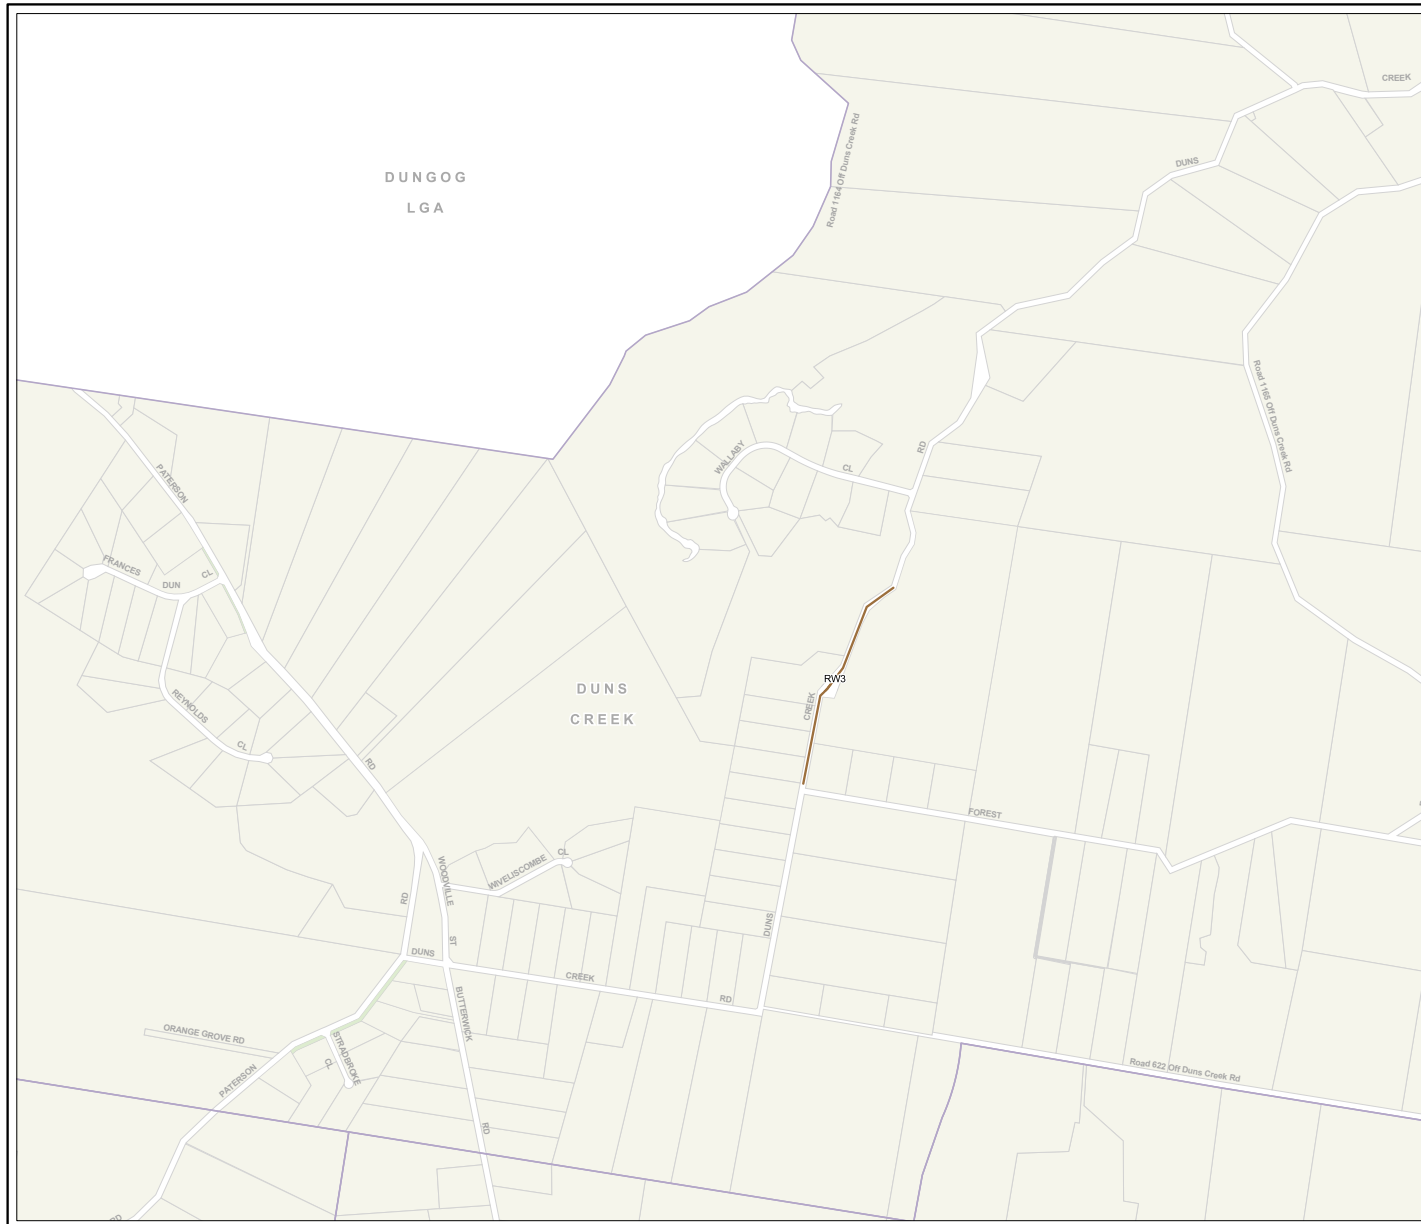 CREEK
DUNGOG
LGA
Road 1164 Off Duns Creek Rd
DUNS
Road 1165 Off Duns Creek Rd
RD
WALLABY
CL
PATERSON
FRANCES
DUN
CL
RW3
DUNS
CREEK
CREEK
REYNOLDS
CL
RD
FOREST
WIVELISCOMBE
CL
WOODVILLE
RD
ST
DUNS
DUNS
CREEK
RD
BUTTERWICK
ORANGE GROVE RD
STRADBROKE
CL
PATERSON
Road 622 Off Duns Creek Rd
RD
RD